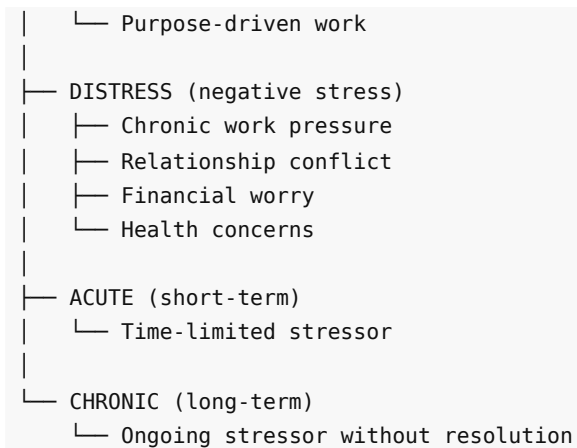 │   └── Purpose-driven work
│
├── DISTRESS (negative stress)
│   ├── Chronic work pressure
│   ├── Relationship conflict
│   ├── Financial worry
│   └── Health concerns
│
├── ACUTE (short-term)
│   └── Time-limited stressor
│
└── CHRONIC (long-term)
    └── Ongoing stressor without resolution